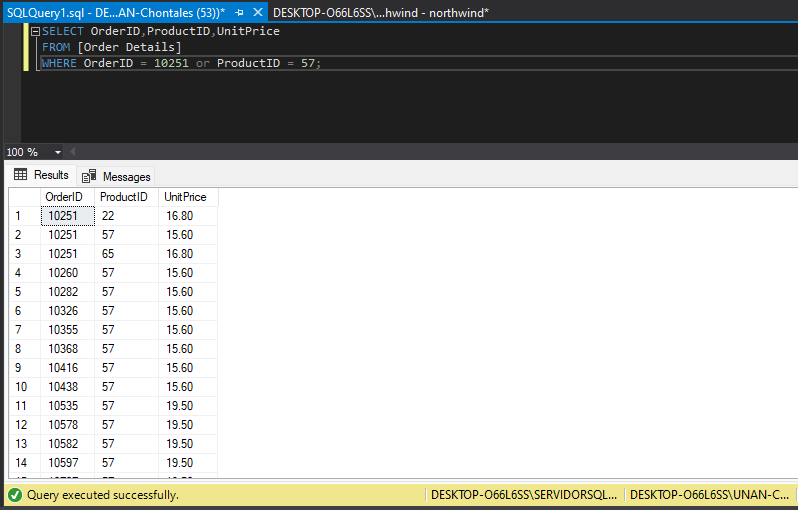 SQLQuery1.sql - DE...AN-Chontales (53))* DESKTOP-O66L6SS\...hwind - northwind*
SELECT OrderID,ProductID,UnitPrice
FROM [Order Details]
WHERE OrderID = 10251 or ProductID = 57;
100 %
Results Messages
OrderID ProductID UnitPrice
1 10251 22 16.80
2 10251 57 15.60
3 10251 65 16.80
4 10260 57 15.60
5 10282 57 15.60
6 10326 57 15.60
7 10355 57 15.60
8 10368 57 15.60
9 10416 57 15.60
10 10438 57 15.60
11 10535 57 19.50
12 10578 57 19.50
13 10582 57 19.50
14 10597 57 19.50
Query executed successfully. DESKTOP-O66L6SS\SERVIDORSQL... DESKTOP-O66L6SS\UNAN-C...